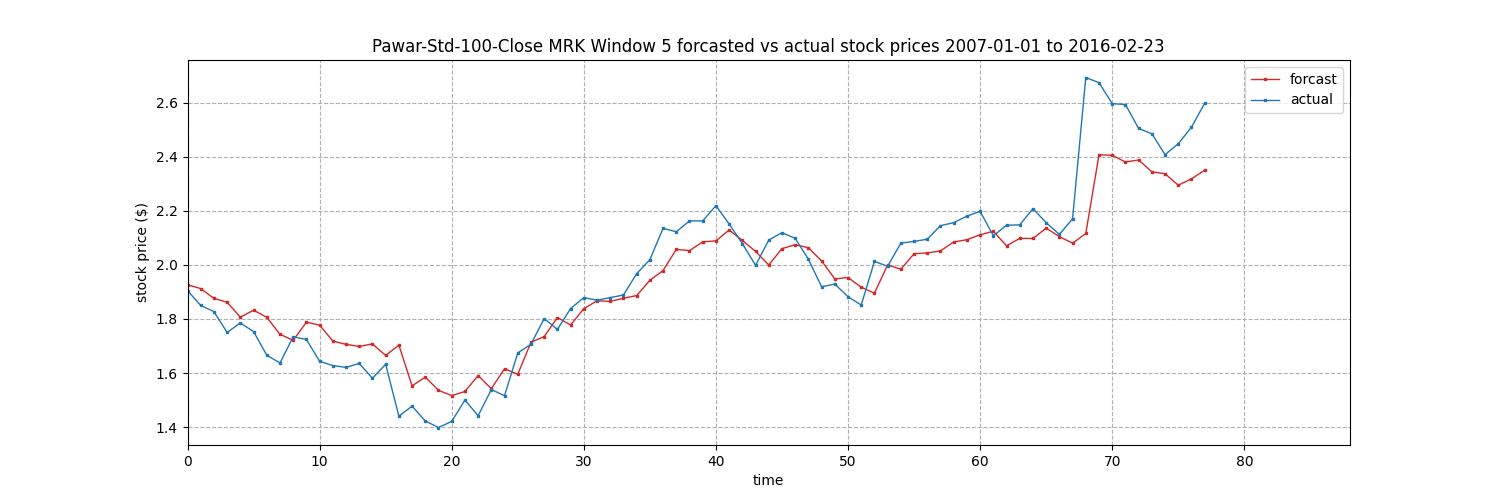 Pawar-Std-100-Close MRK Window 5 forcasted vs actual stock prices 2007-01-01 to 2016-02-23
forcast
actual
stock price ($)
2.6
2.4
2.2
2.0
1.8
1.6
1.4
0 10 20 30 40 50 60 70 80
time